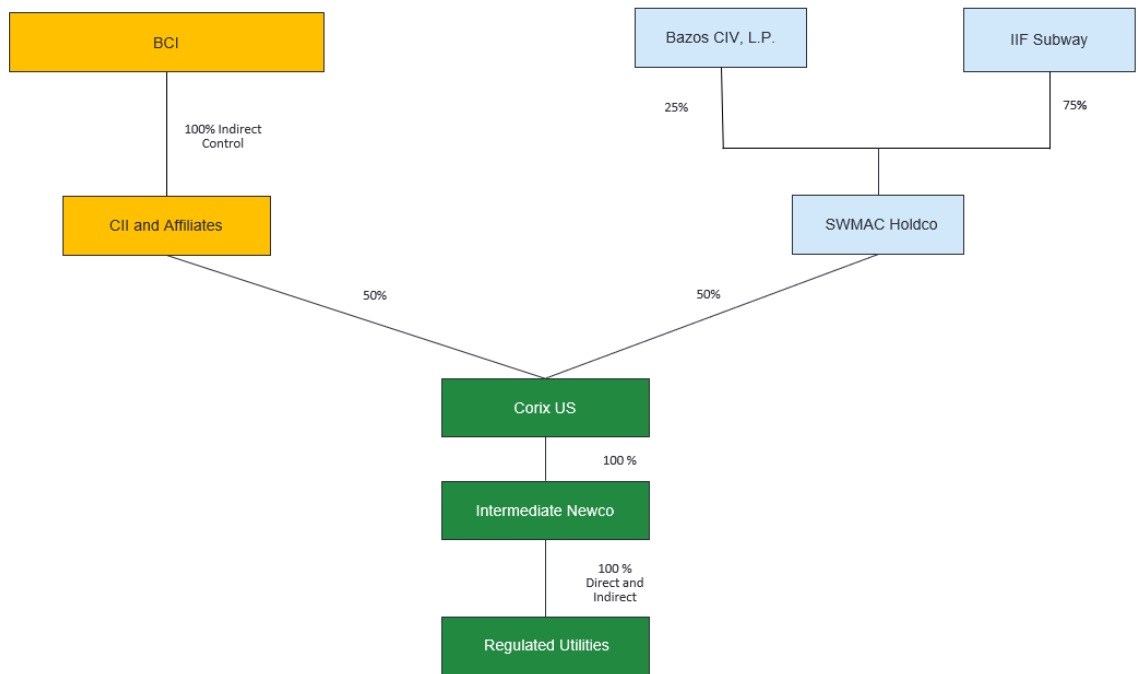 BCI
Bazos CIV, L.P.
IIF Subway
25%
75%
100% Indirect
Control
CII and Affiliates
SWMAC Holdco
50%
50%
Corix US
100 %
Intermediate Newco
100 %
Direct and
Indirect
Regulated Utilities